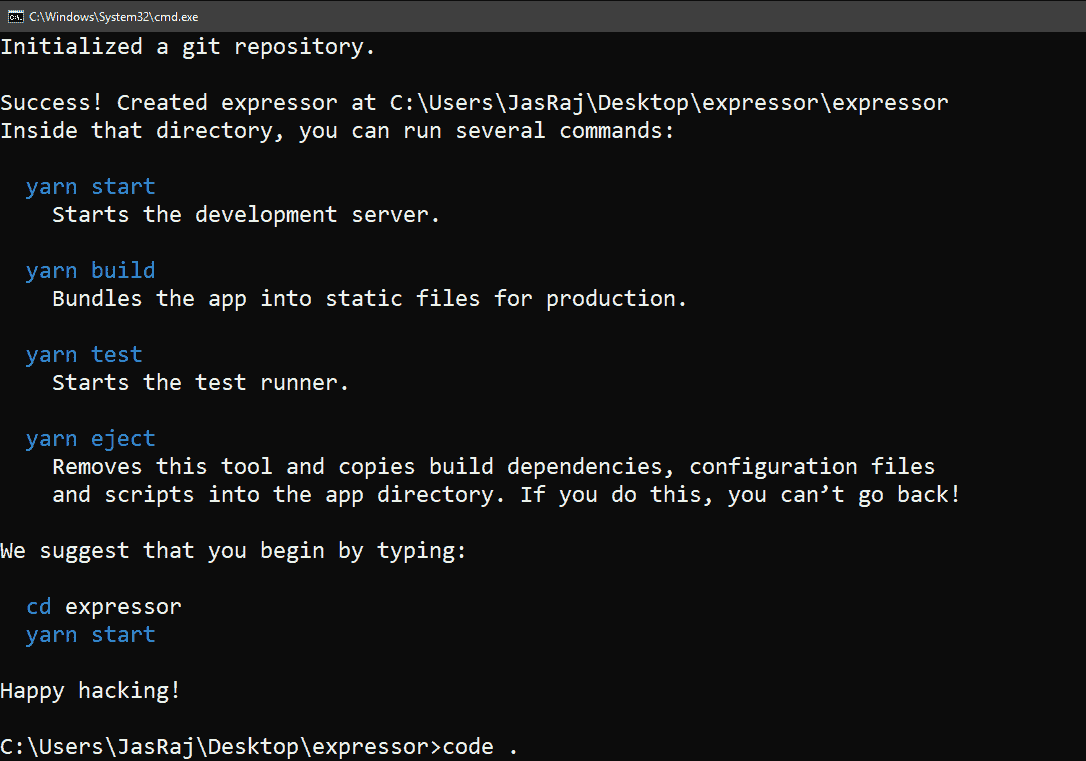 C:\Windows\System32\cmd.exe
Initialized a git repository.
Success! Created expressor at C:\Users\JasRaj\Desktop\expressor\expressor
Inside that directory, you can run several commands:
yarn start
Starts the development server.
yarn build
Bundles the app into static files for production.
yarn test
Starts the test runner.
yarn eject
Removes this tool and copies build dependencies, configuration files
and scripts into the app directory. If you do this, you can’t go back!
We suggest that you begin by typing:
cd expressor
yarn start
Happy hacking!
C:\Users\JasRaj\Desktop\expressor>code .